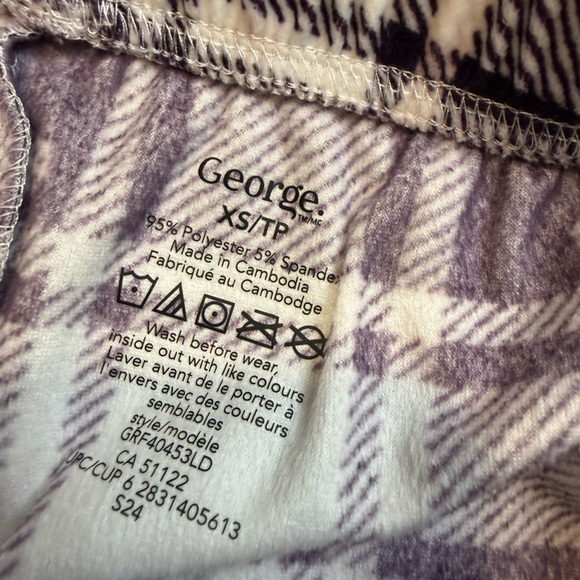 George.
TM/MC
XS/TP
95% Polyester 5% Spandex
Made in Cambodia
Fabriqué au Cambodge
Wash before wear,
inside out with like colours
Laver avant de le porter à
l'envers avec des couleurs
semblables
style/modèle
GRF40453LD
CA 51122
UPC/CUP 6 2831405613
S24